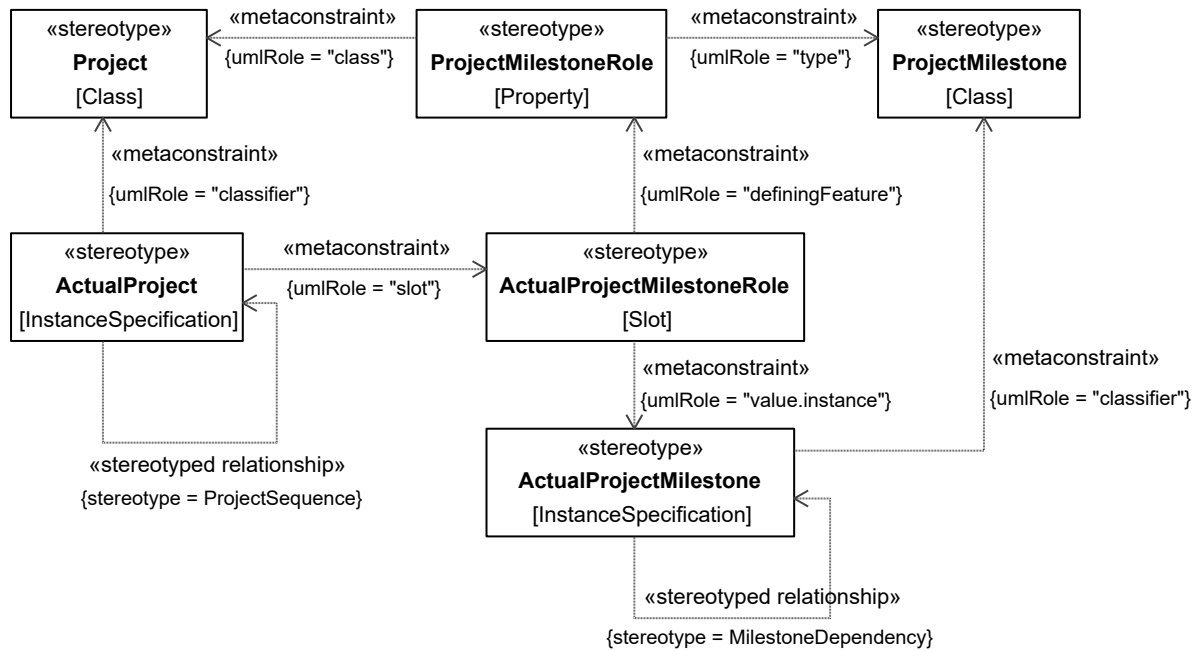 «stereotype»
Project
[Class]
«metaconstraint»
{umlRole = "class"}
«stereotype»
ProjectMilestoneRole
[Property]
«metaconstraint»
{umlRole = "type"}
«stereotype»
ProjectMilestone
[Class]
«metaconstraint»
{umlRole = "classifier"}
«metaconstraint»
{umlRole = "definingFeature"}
«stereotype»
ActualProject
[InstanceSpecification]
«metaconstraint»
{umlRole = "slot"}
«stereotype»
ActualProjectMilestoneRole
[Slot]
«metaconstraint»
{umlRole = "value.instance"}
«metaconstraint»
{umlRole = "classifier"}
«stereotyped relationship»
{stereotype = ProjectSequence}
«stereotype»
ActualProjectMilestone
[InstanceSpecification]
«stereotyped relationship»
{stereotype = MilestoneDependency}